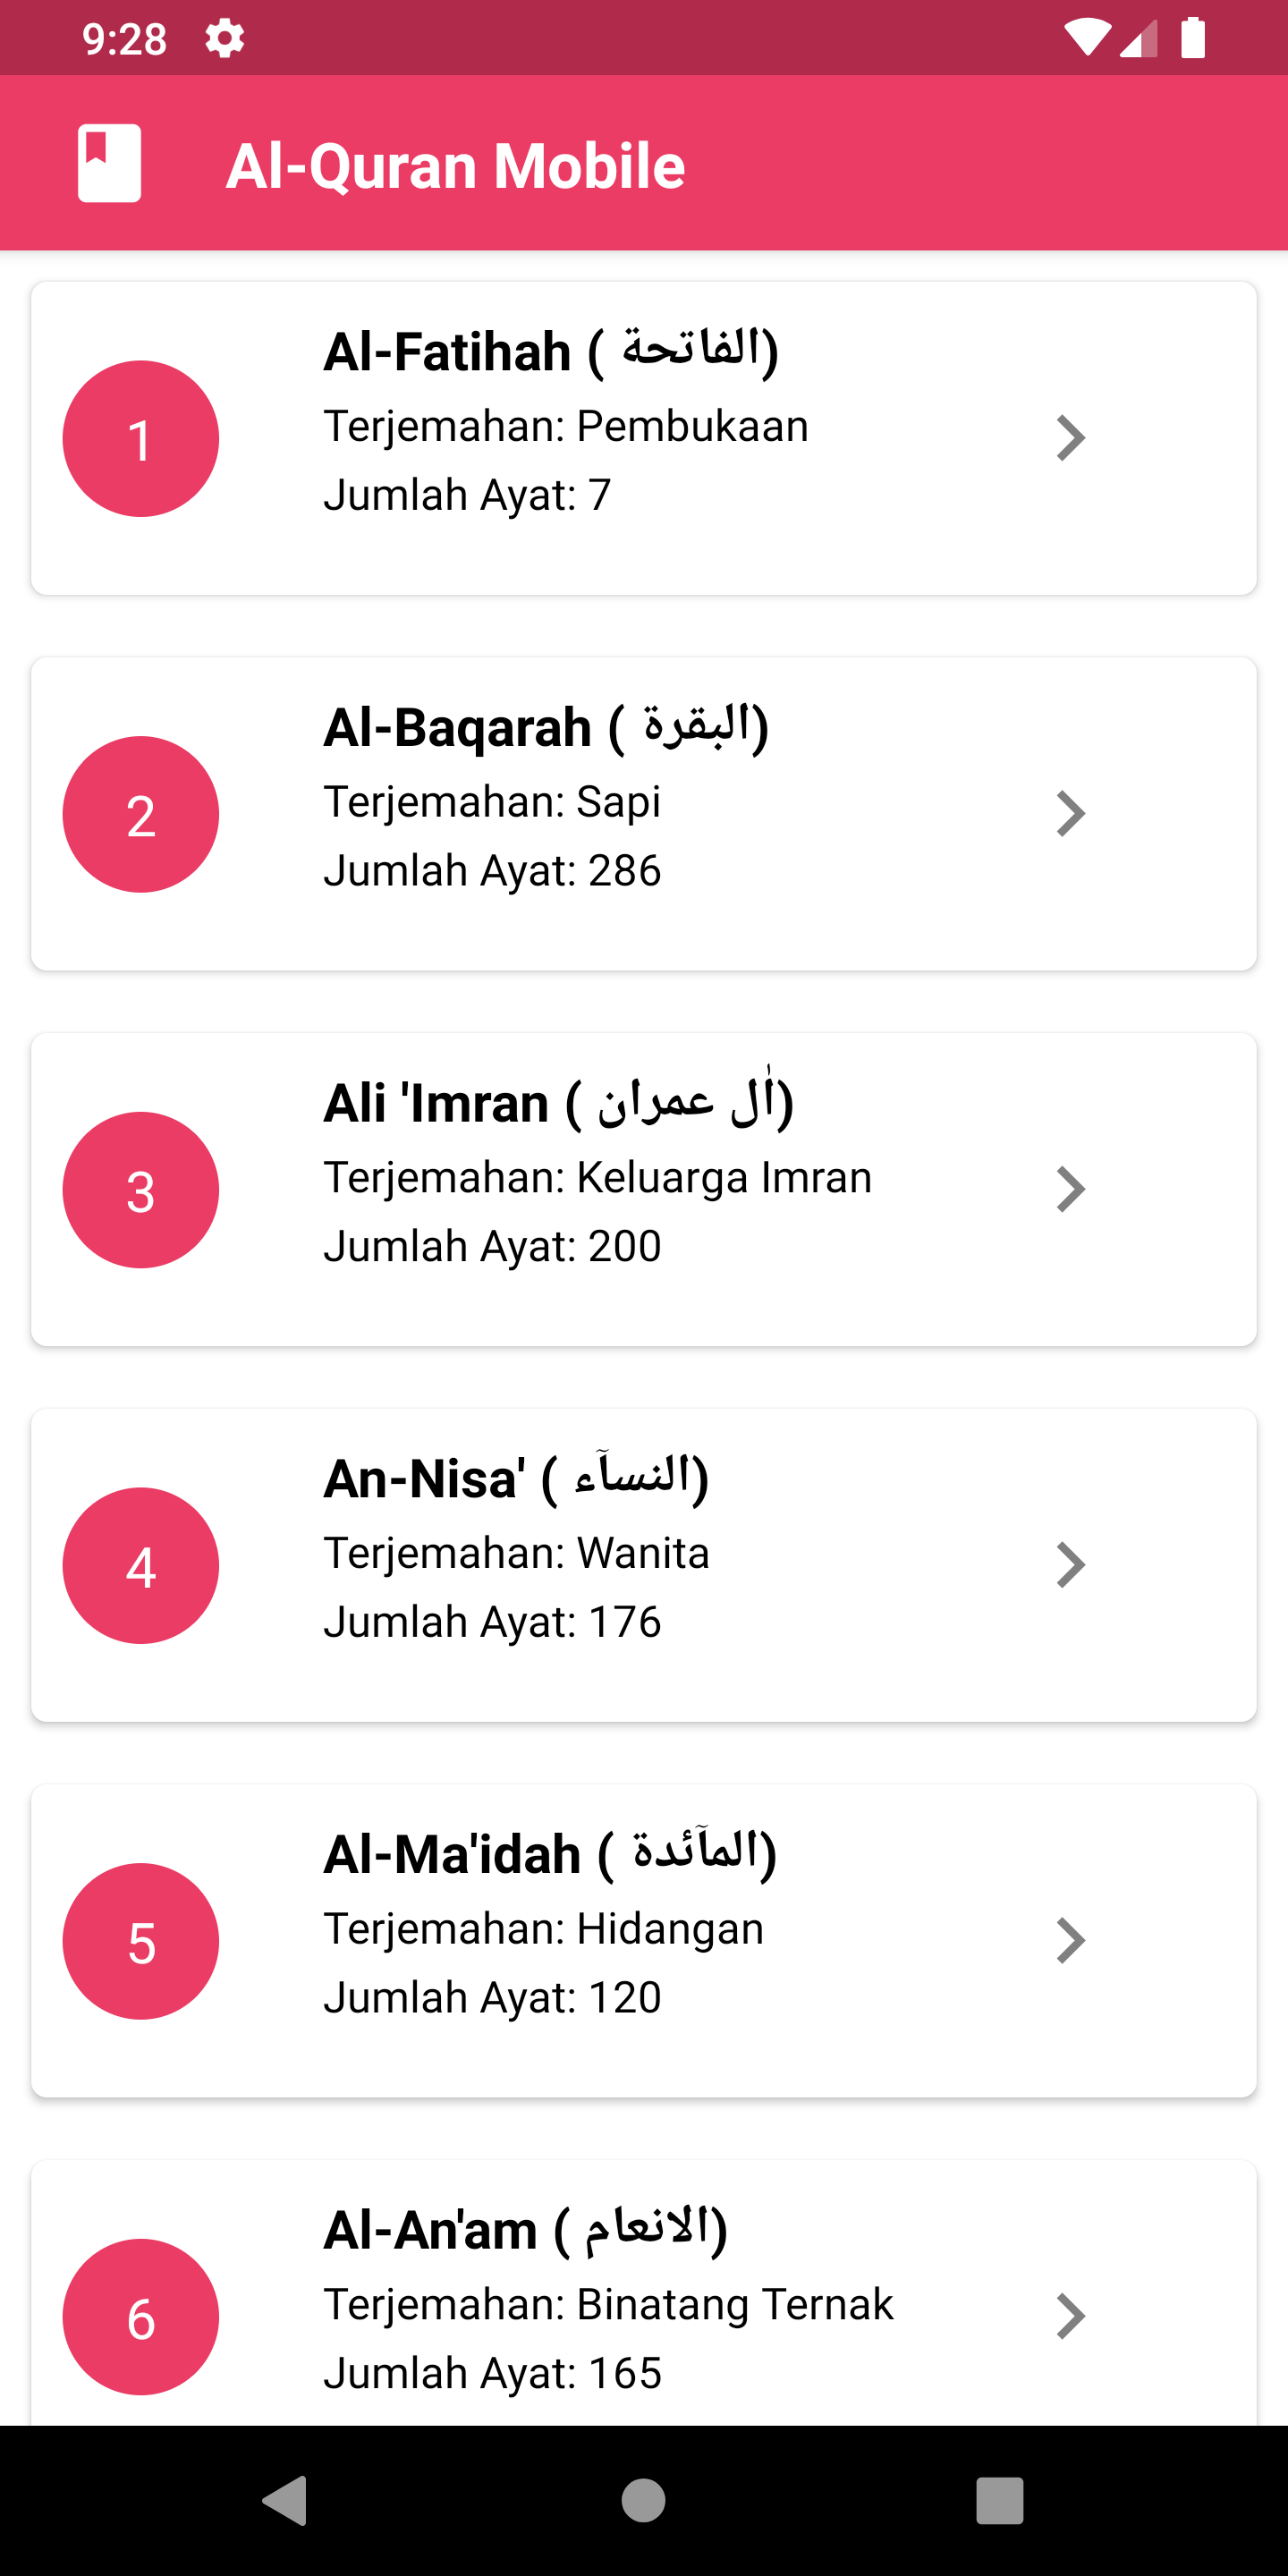 9:28
Al-Quran Mobile
Al-Fatihah ( الفاتحة)
1
Terjemahan: Pembukaan
Jumlah Ayat: 7
Al-Baqarah ( البقرة)
2
Terjemahan: Sapi
Jumlah Ayat: 286
Ali 'Imran ( اٰل عمران)
3
Terjemahan: Keluarga Imran
Jumlah Ayat: 200
An-Nisa' ( النساۤء)
4
Terjemahan: Wanita
Jumlah Ayat: 176
Al-Ma'idah ( الماۤئدة)
5
Terjemahan: Hidangan
Jumlah Ayat: 120
Al-An'am ( الانعام)
6
Terjemahan: Binatang Ternak
Jumlah Ayat: 165